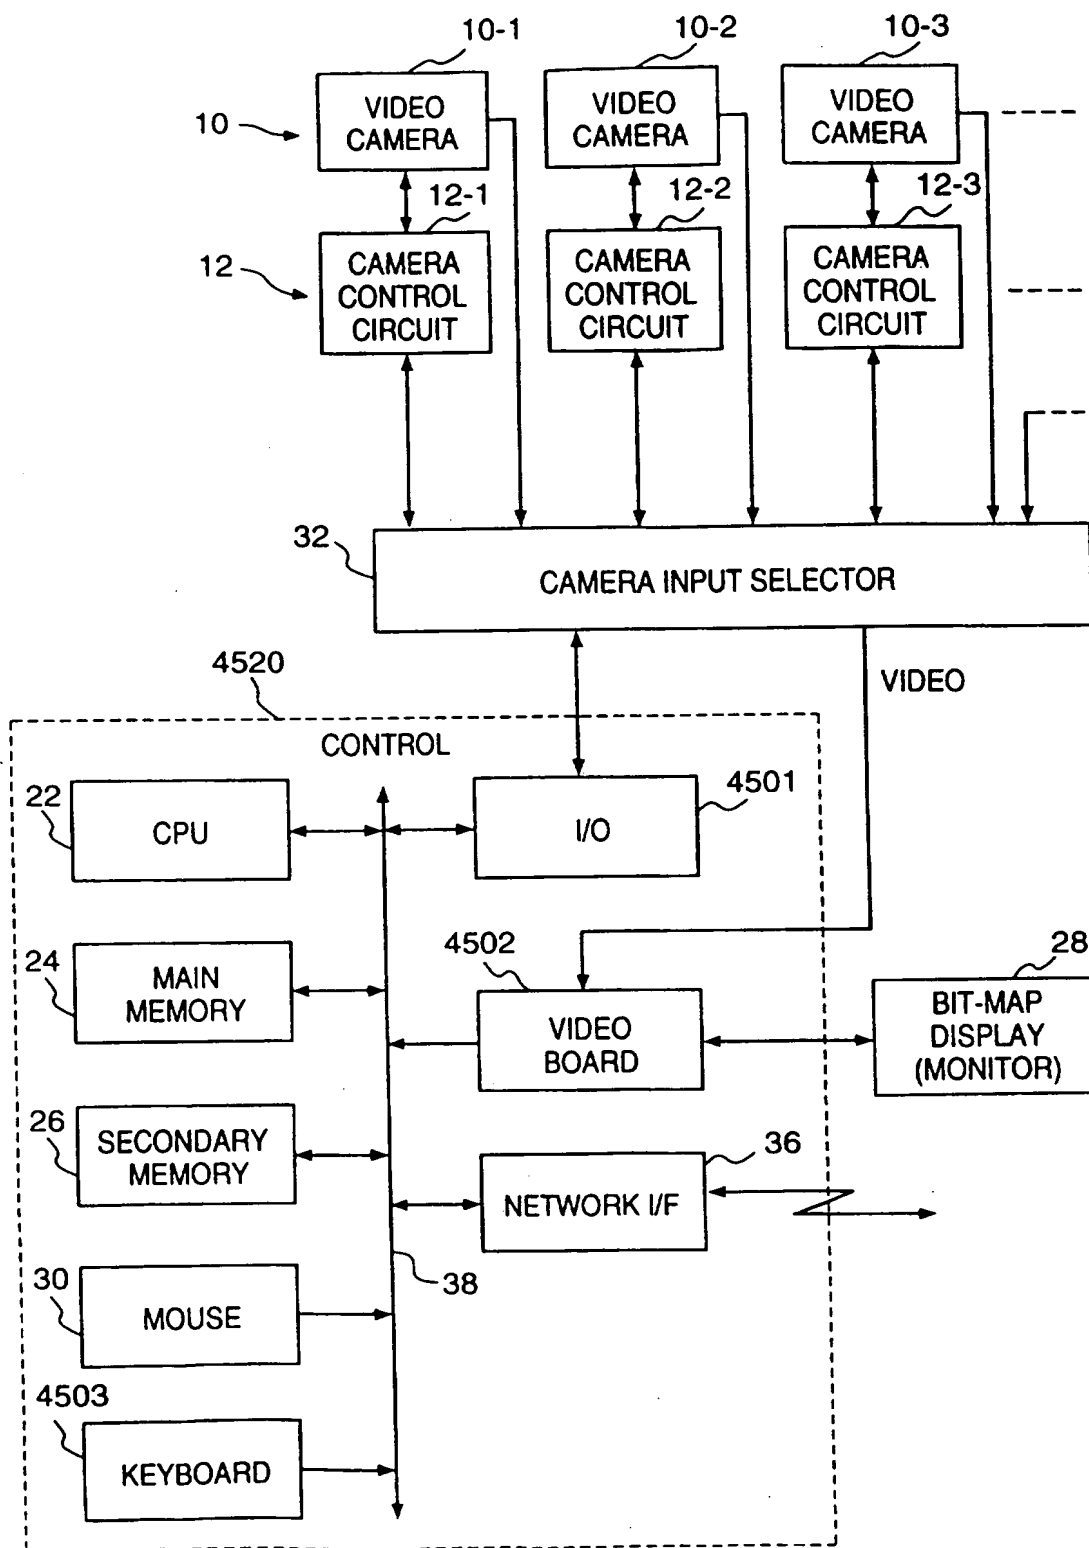 10-1
10-2
10-3
10
VIDEO
CAMERA
VIDEO
CAMERA
VIDEO
CAMERA
12-1
12-2
12-3
12
CAMERA
CONTROL
CIRCUIT
CAMERA
CONTROL
CIRCUIT
CAMERA
CONTROL
CIRCUIT
32
CAMERA INPUT SELECTOR
4520
VIDEO
CONTROL
22
CPU
4501
I/O
24
MAIN
MEMORY
4502
VIDEO
BOARD
28
BIT-MAP
DISPLAY
(MONITOR)
26
SECONDARY
MEMORY
36
NETWORK I/F
38
30
MOUSE
4503
KEYBOARD